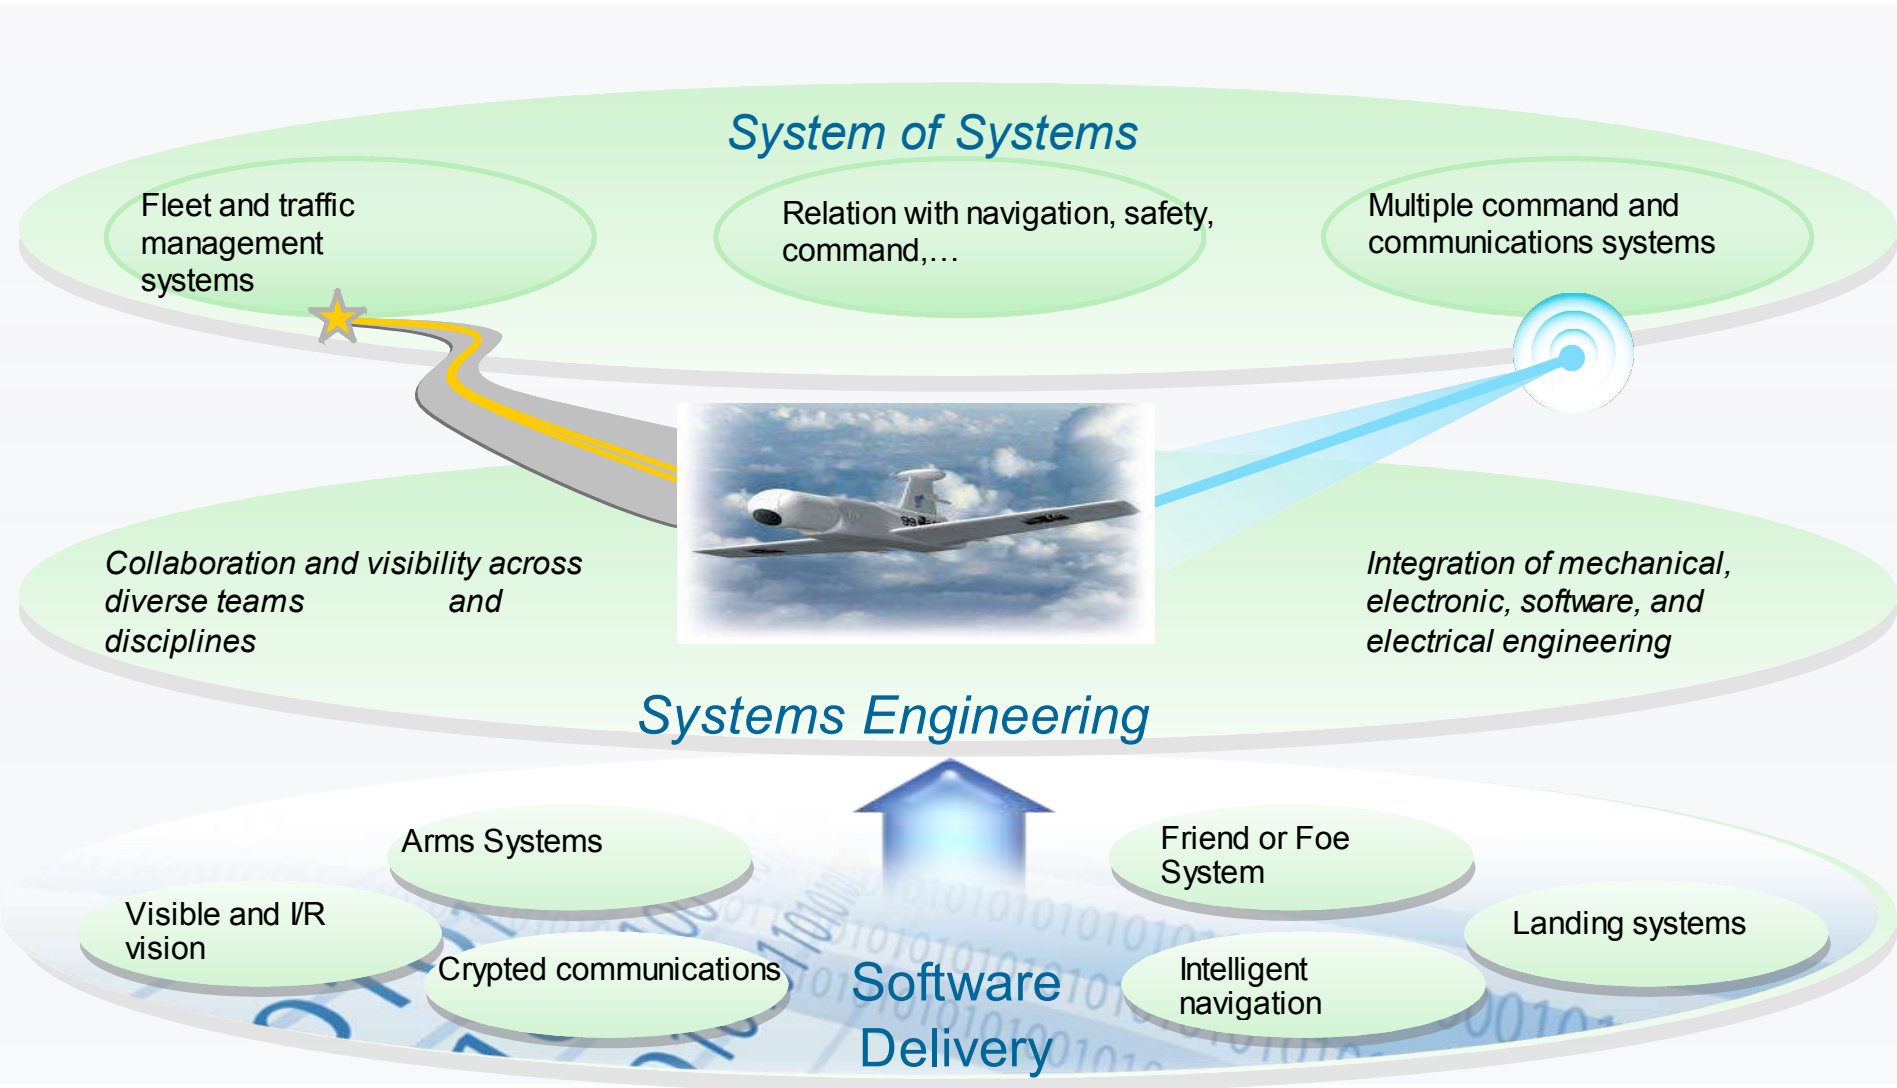 System of Systems
Fleet and traffic
management
systems
Relation with navigation, safety,
command,…
Multiple command and
communications systems
99
Collaboration and visibility across
diverse teams and
disciplines
Integration of mechanical,
electronic, software, and
electrical engineering
Systems Engineering
Arms Systems
Friend or Foe
System
Visible and I/R
vision
Landing systems
Crypted communications
Intelligent
navigation
Software
Delivery